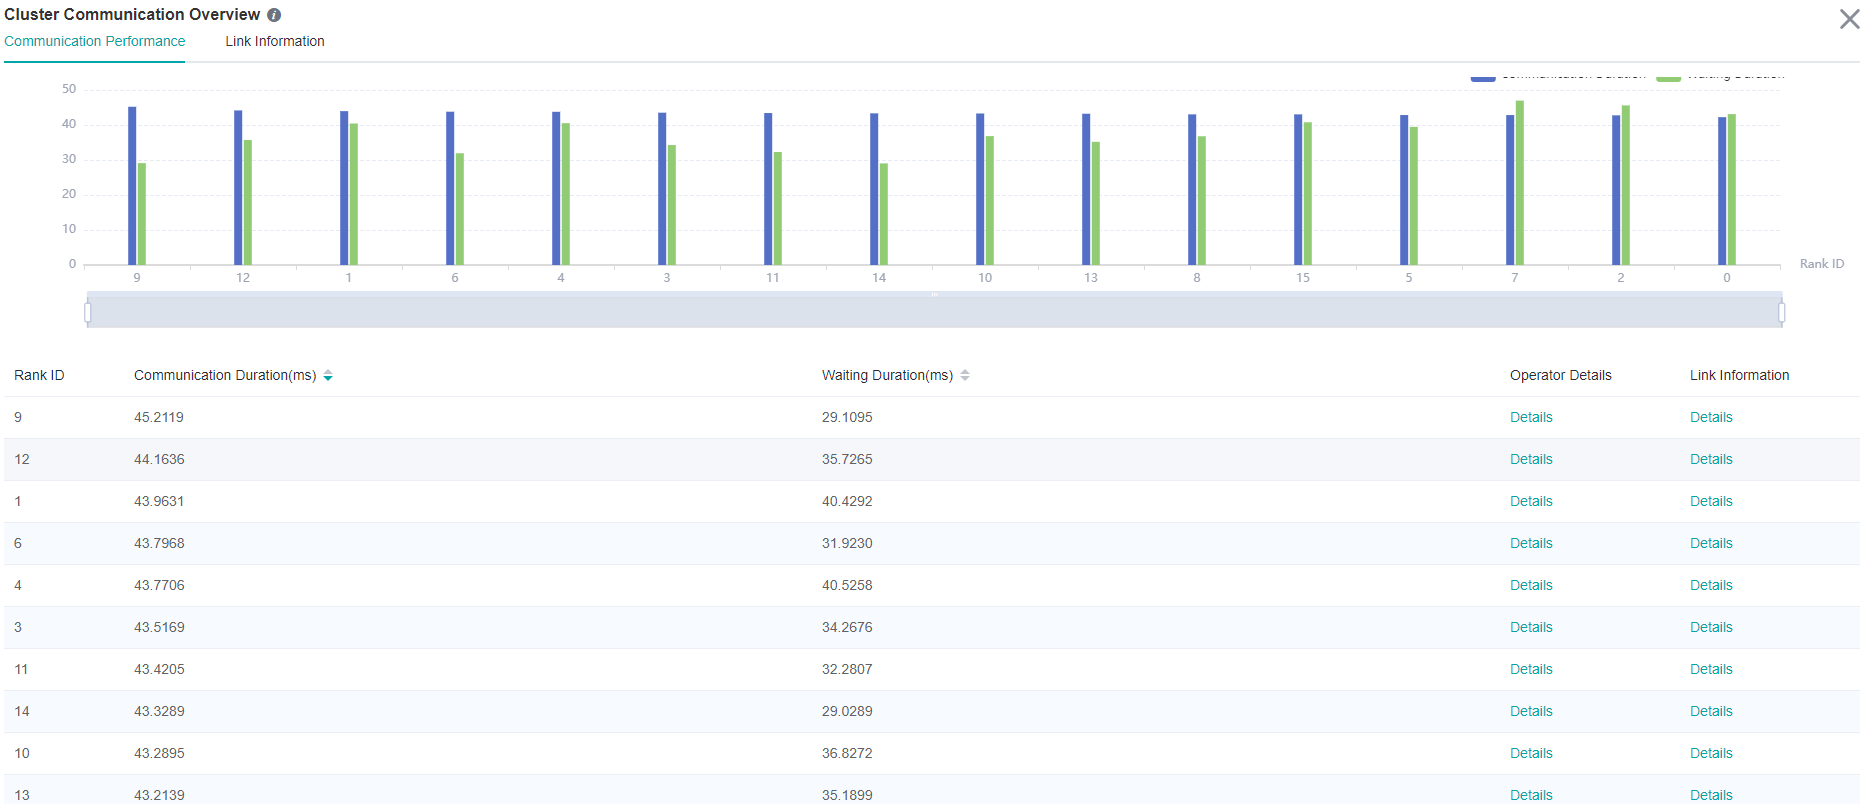 Cluster Communication Overview
Communication Performance Link Information
Communication Duration Waiting Duration
50
40
30
20
10
0
9 12 1 6 4 3 11 14 10 13 8 15 5 7 2 0
Rank ID
Rank ID Communication Duration(ms) Waiting Duration(ms) Operator Details Link Information
9 45.2119 29.1095 Details Details
12 44.1636 35.7265 Details Details
1 43.9631 40.4292 Details Details
6 43.7968 31.9230 Details Details
4 43.7706 40.5258 Details Details
3 43.5169 34.2676 Details Details
11 43.4205 32.2807 Details Details
14 43.3289 29.0289 Details Details
10 43.2895 36.8272 Details Details
13 43.2139 35.1899 Details Details